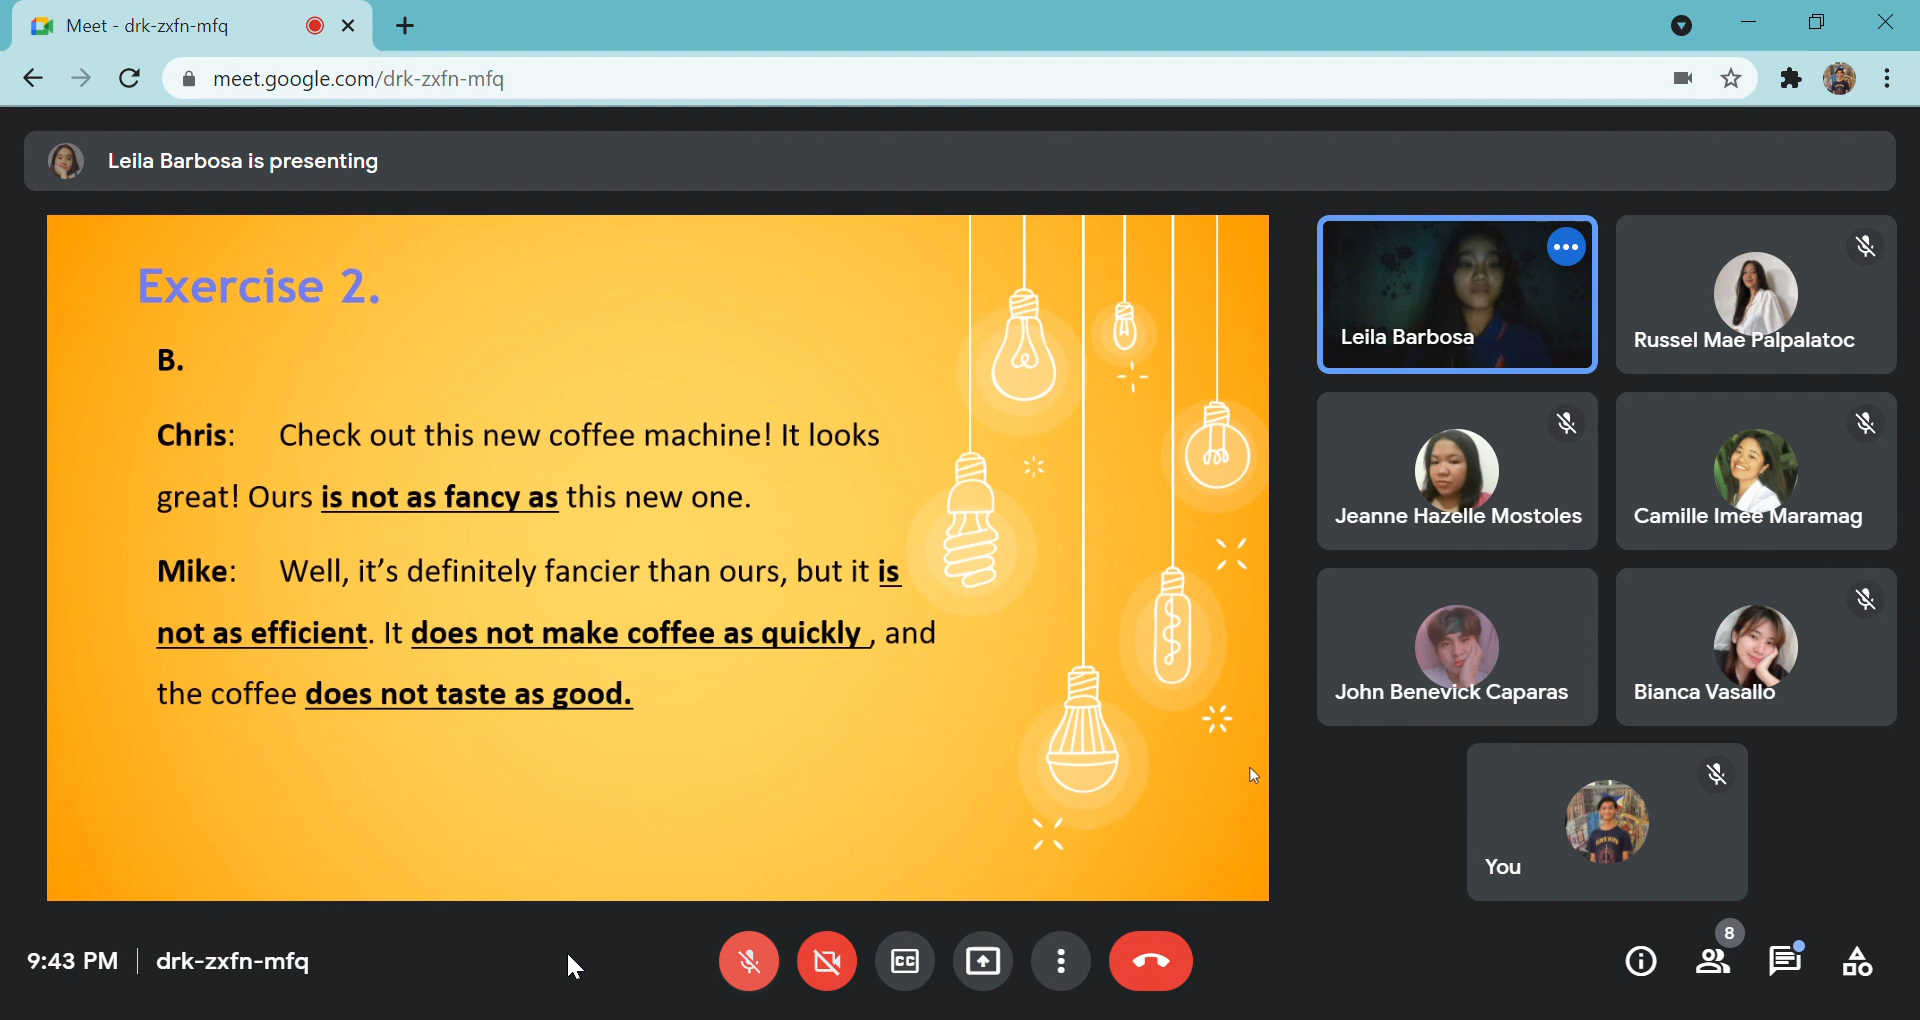 Meet - drk-zxfn-mfq
meet.google.com/drk-zxfn-mfq
Leila Barbosa is presenting
Exercise 2.
B.
Chris: Check out this new coffee machine! It looks
great! Ours is not as fancy as this new one.
Mike: Well, it’s definitely fancier than ours, but it is
not as efficient. It does not make coffee as quickly , and
the coffee does not taste as good.
Leila Barbosa
Russel Mae Palpalatoc
Jeanne Hazelle Mostoles
Camille Imee Maramag
John Benevick Caparas
Bianca Vasallo
You
9:43 PM | drk-zxfn-mfq
CC
8